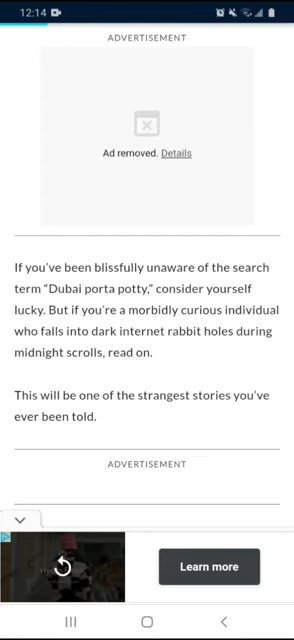 12:14
ADVERTISEMENT
Ad removed. Details
If you've been blissfully unaware of the search
term “Dubai porta potty,” consider yourself
lucky. But if you're a morbidly curious individual
who falls into dark internet rabbit holes during
midnight scrolls, read on.
This will be one of the strangest stories you've
ever been told.
ADVERTISEMENT
Learn more